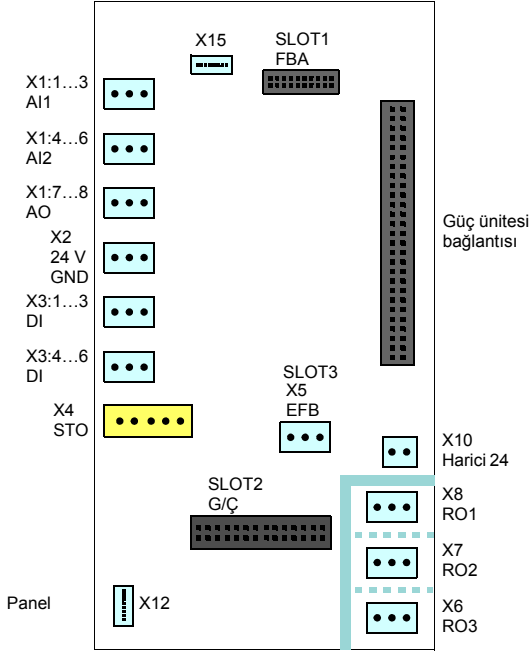 X15
SLOT1
FBA
X1:1…3
AI1
X1:4…6
AI2
X1:7…8
AO
X2
24 V
GND
X3:1…3
DI
X3:4…6
DI
X4
STO
Güç ünitesi
bağlantısı
SLOT3
X5
EFB
X10
Harici 24
SLOT2
G/Ç
X8
RO1
X7
RO2
X6
RO3
Panel
X12